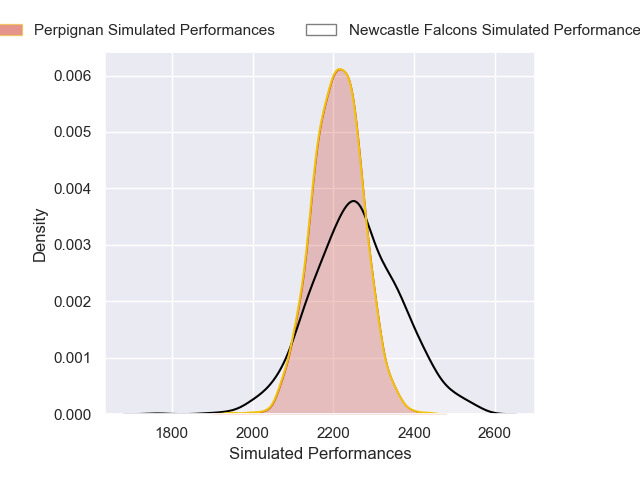 Perpignan Simulated Performances
Newcastle Falcons Simulated Performance
0.006
0.005
0.004
0.003
0.002
0.001
0.000
Density
1800 2000 2200 2400 2600
Simulated Performances